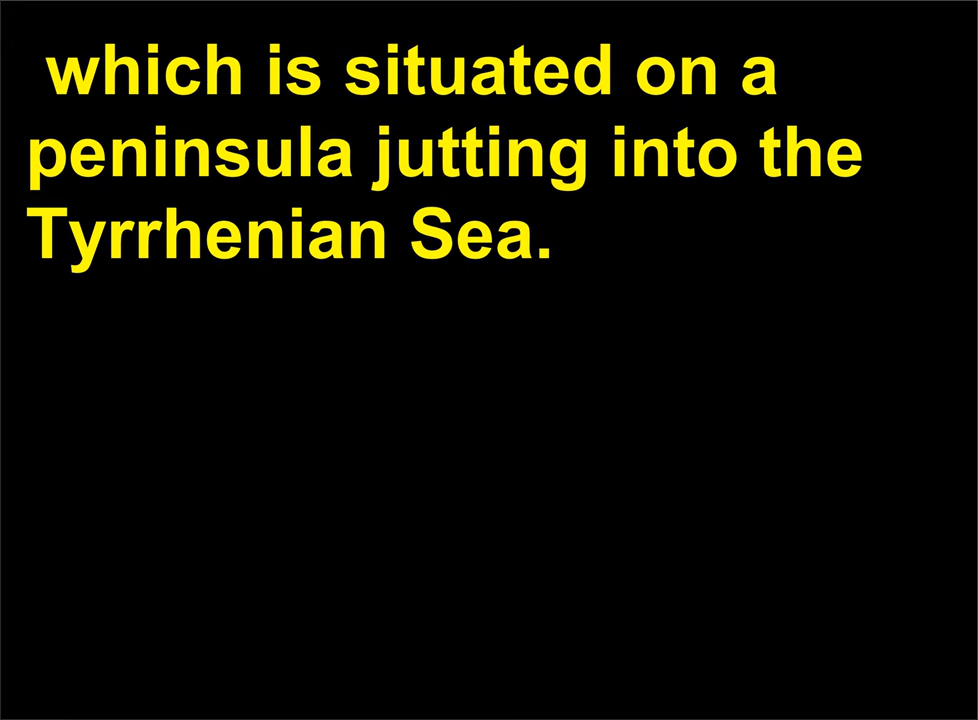 which is situated on a
peninsula jutting into the
Tyrrhenian Sea.